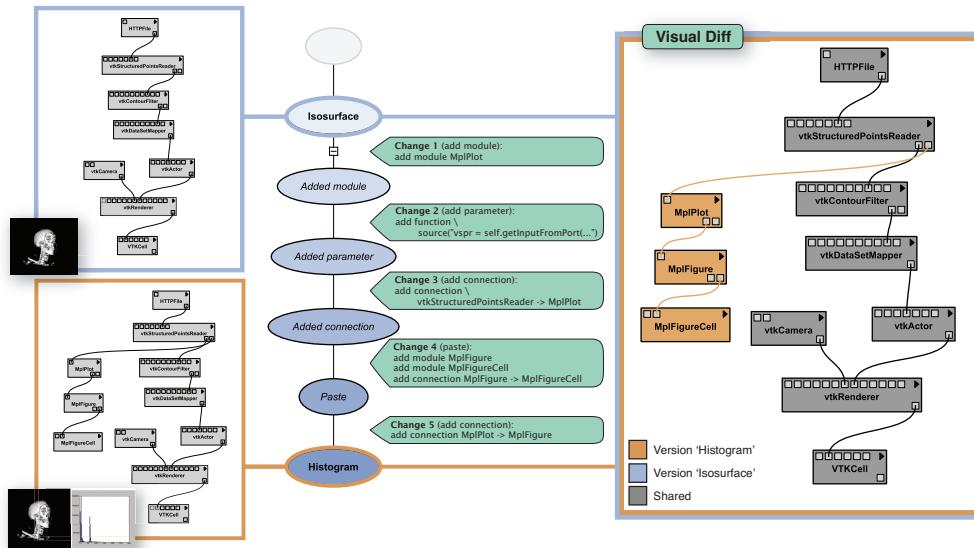 HTTPFile
vtkStructuredPointsReader
vtkContourFilter
vtkDataSetMapper
vtkCamera
vtkActor
vtkRenderer
VTKCell
HTTPFile
vtkStructuredPointsReader
MplPlot
vtkContourFilter
MplFigure
vtkDataSetMapper
MplFigureCell
vtkCamera
vtkActor
vtkRenderer
VTKCell
Isosurface
Change 1 (add module):
add module MplPlot
Added module
Change 2 (add parameter):
add function \
source("vspr = self.getInputFromPort(...")
Added parameter
Change 3 (add connection):
add connection \
vtkStructuredPointsReader -> MplPlot
Added connection
Change 4 (paste):
add module MplFigure
add module MplFigureCell
add connection MplFigure -> MplFigureCell
Paste
Change 5 (add connection):
add connection MplPlot -> MplFigure
Histogram
Visual Diff
HTTPFile
vtkStructuredPointsReader
MplPlot
vtkContourFilter
MplFigure
vtkDataSetMapper
MplFigureCell
vtkCamera
vtkActor
vtkRenderer
VTKCell
Version 'Histogram'
Version 'Isosurface'
Shared